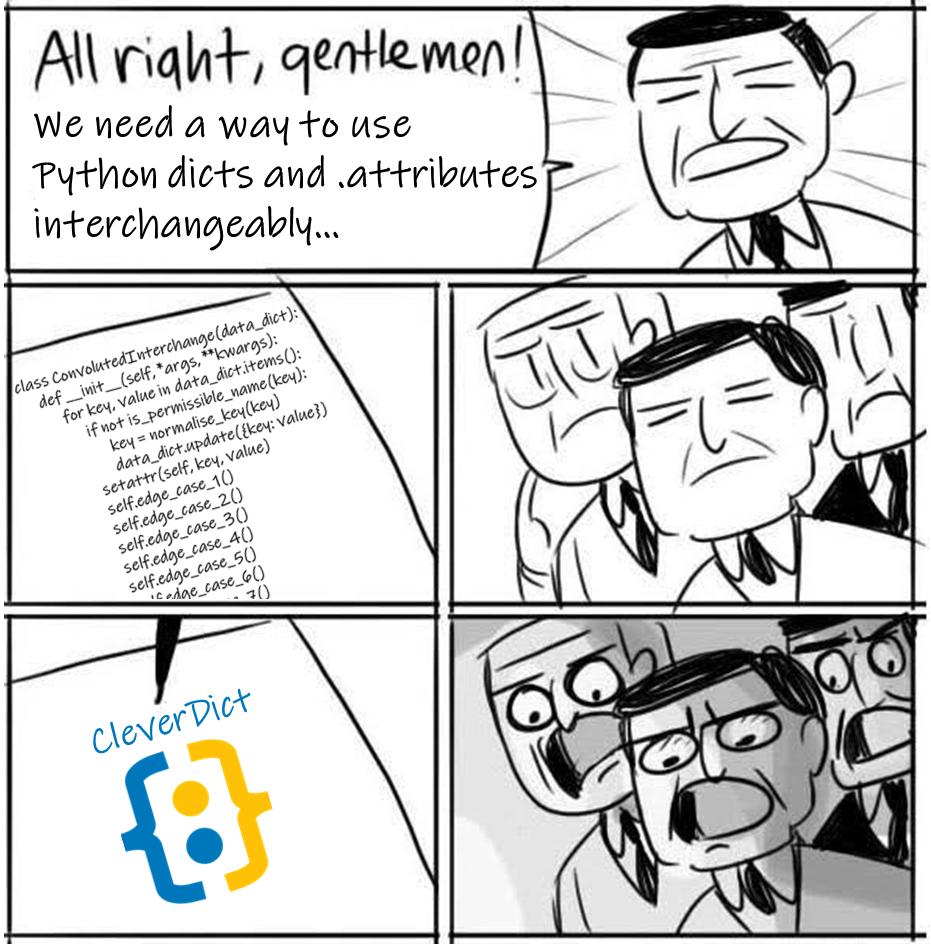 All right, gentlemen!
We need a way to use
Python dicts and .attributes
interchangeably...
class ConvolutedInterchange(data_dict):
def __init__(self,*args,**kwargs):
for key, value in data_dict.items():
if not is_permissible_name(key):
key = normalise_key(key)
data_dict.update({key: value})
setattr(self, key, value)
self.edge_case_1()
self.edge_case_2()
self.edge_case_3()
self.edge_case_4()
self.edge_case_5()
self.edge_case_6()
CleverDict